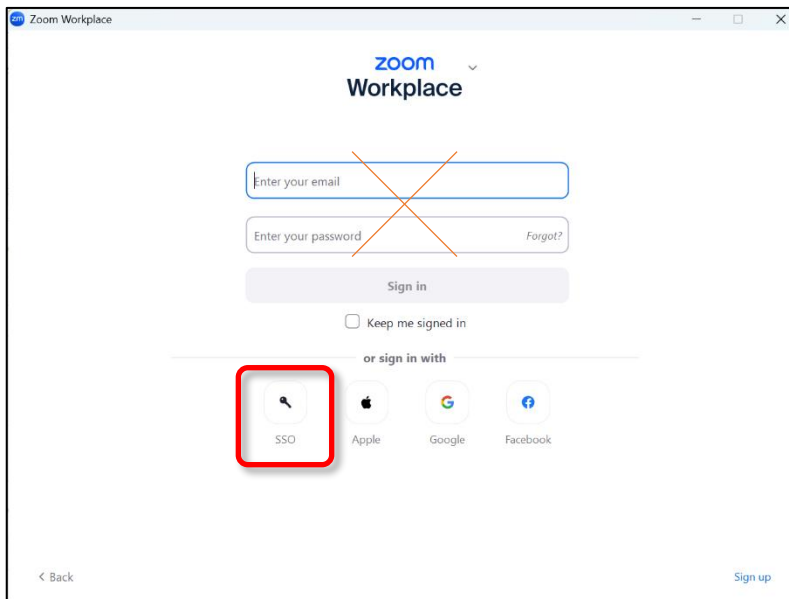 zm Zoom Workplace
zoom
Workplace
Enter your email
Enter your password Forgot?
Sign in
Keep me signed in
or sign in with
SSO Apple Google Facebook
< Back Sign up